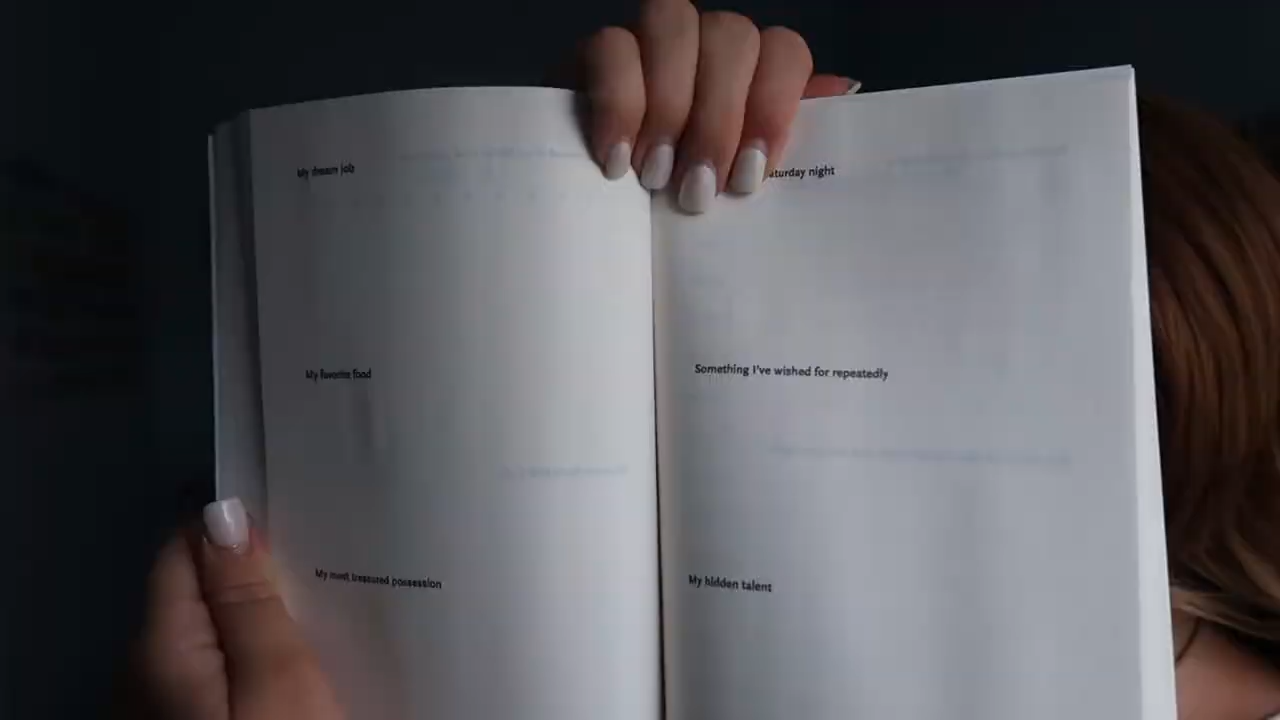 My dream job
My favorite food
My most treasured possession
aturday night
Something I've wished for repeatedly
My hidden talent